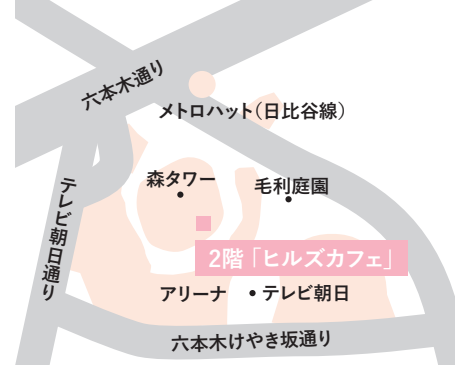 六本木通り
メトロハット（日比谷線）
森タワー
毛利庭園
テレビ朝日通り
2階「ヒルズカフェ」
アリーナ
テレビ朝日
六本木けやき坂通り